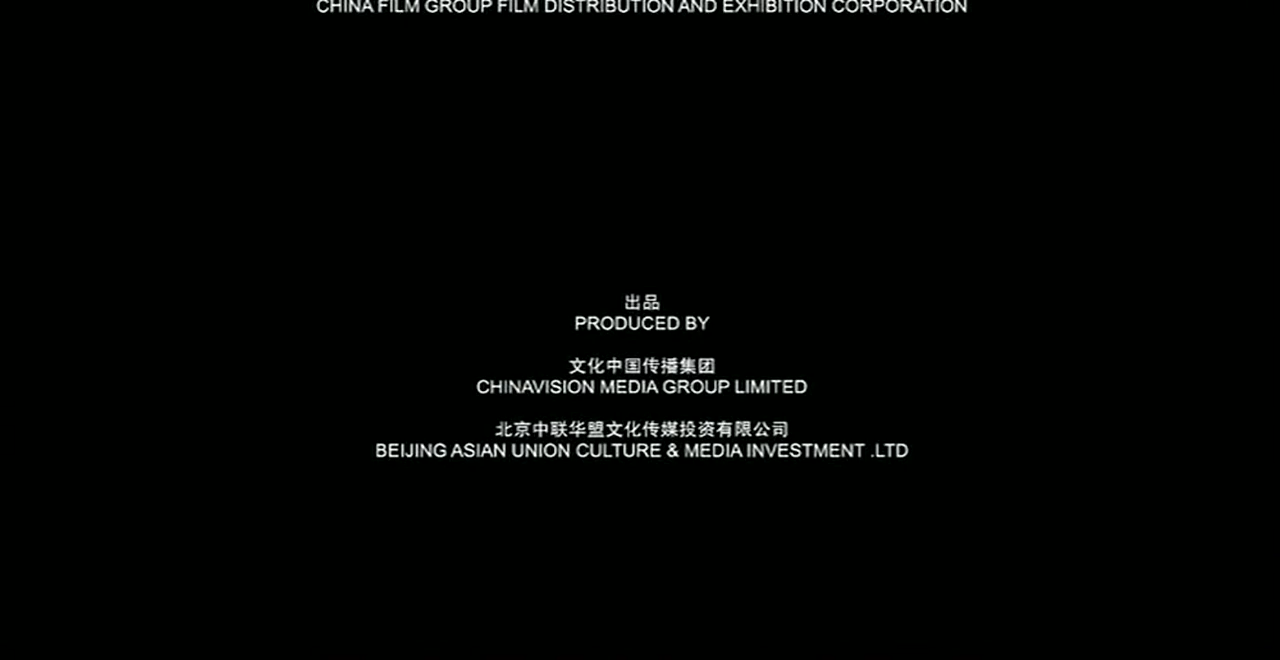 CHINA FILM GROUP FILM DISTRIBUTION AND EXHIBITION CORPORATION
出品
PRODUCED BY
文化中国传播集团
CHINAVISION MEDIA GROUP LIMITED
北京中联华盟文化传媒投资有限公司
BEIJING ASIAN UNION CULTURE & MEDIA INVESTMENT .LTD